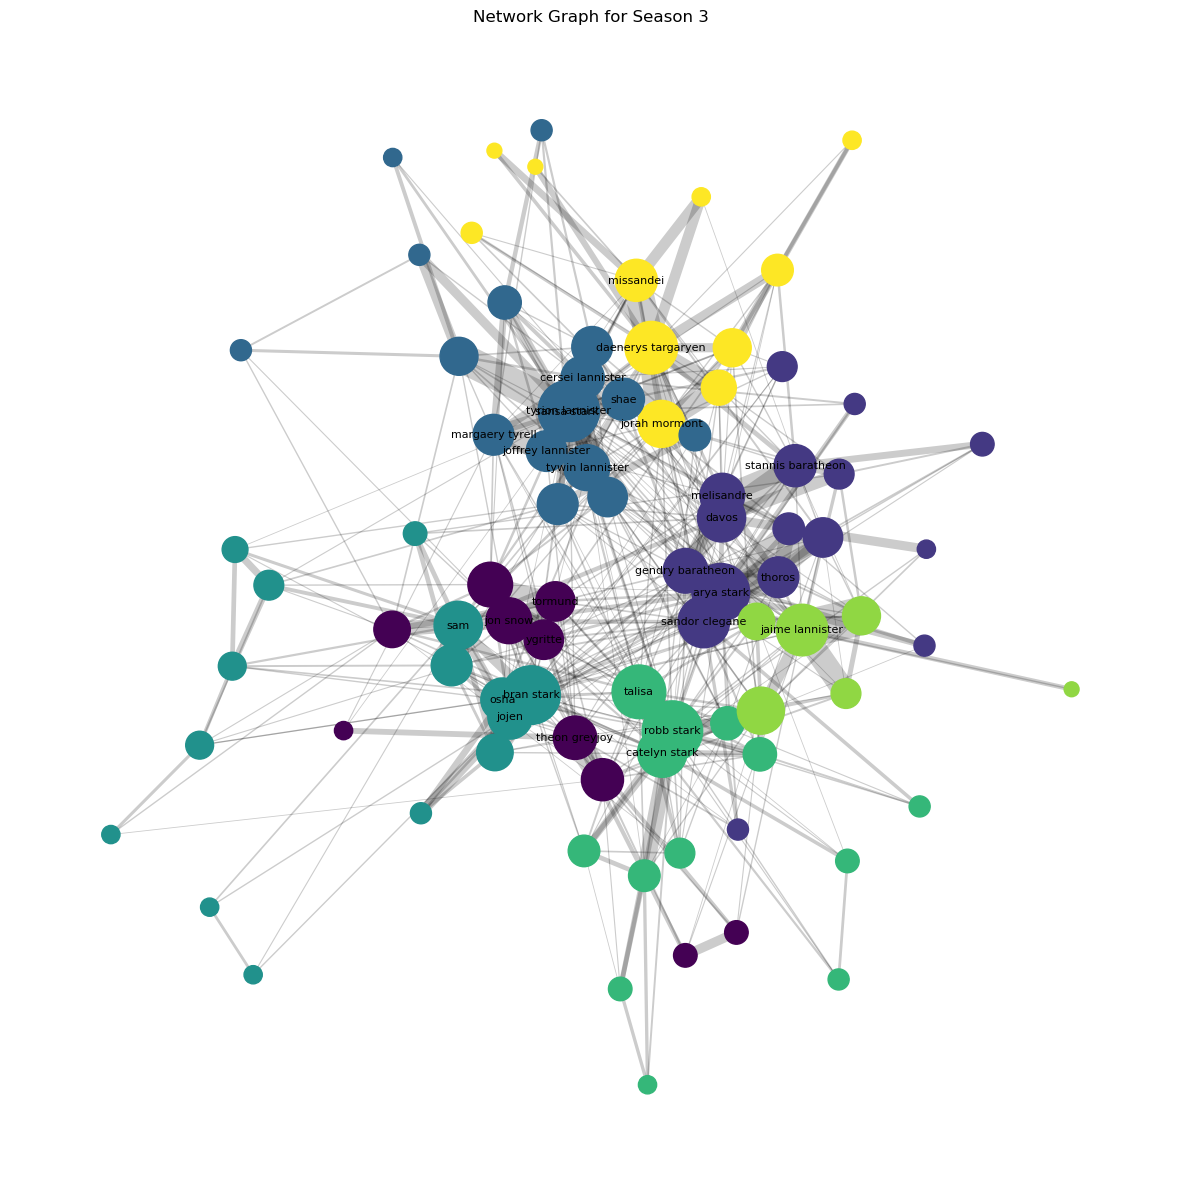 Network Graph for Season 3
missandei
daenerys targaryen
cersei lannister
shae
tyrion lannister
sansa stark
jorah mormont
margaery tyrell
joffrey lannister
tywin lannister
stannis baratheon
melisandre
davos
gendry baratheon
thoros
arya stark
tormund
jon snow
sandor clegane
sam
jaime lannister
ygritte
talisa
bran stark
osha
jojen
robb stark
theon greyjoy
catelyn stark